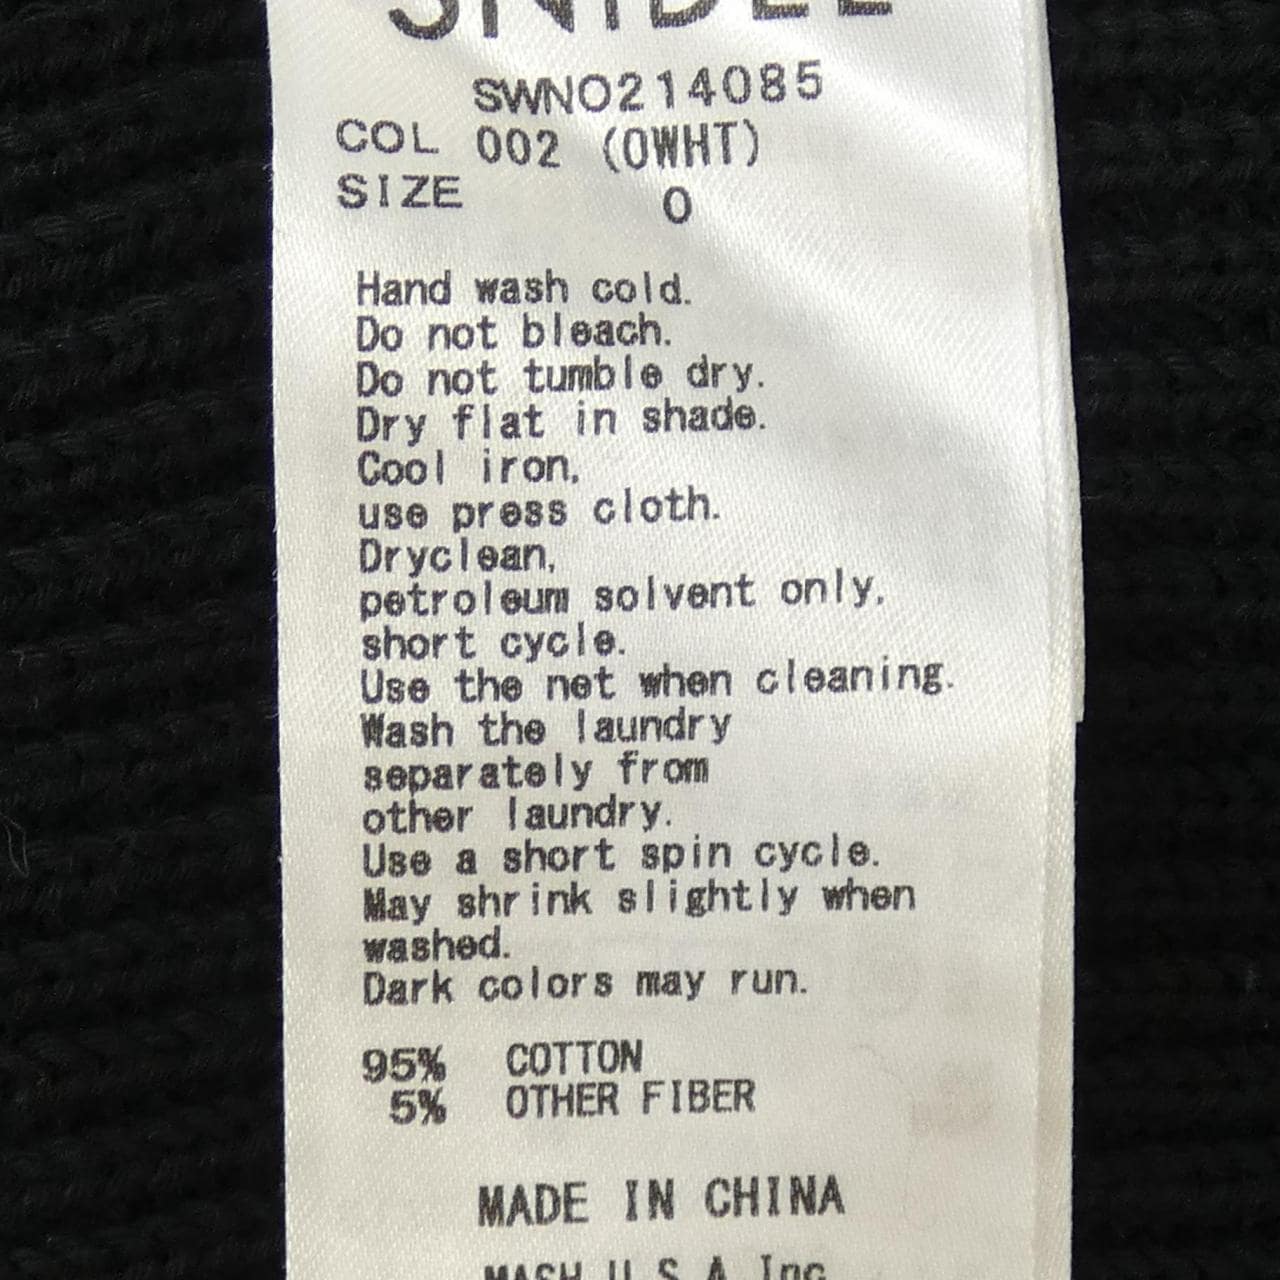 SNIDEL
SWNO214085
COL 002 (OWHT)
SIZE 0
Hand wash cold.
Do not bleach.
Do not tumble dry.
Dry flat in shade.
Cool iron,
use press cloth.
Dryclean,
petroleum solvent only,
short cycle.
Use the net when cleaning.
Wash the laundry
separately from
other laundry.
Use a short spin cycle.
May shrink slightly when
washed.
Dark colors may run.
95% COTTON
5% OTHER FIBER
MADE IN CHINA
MASH U.S.A Inc